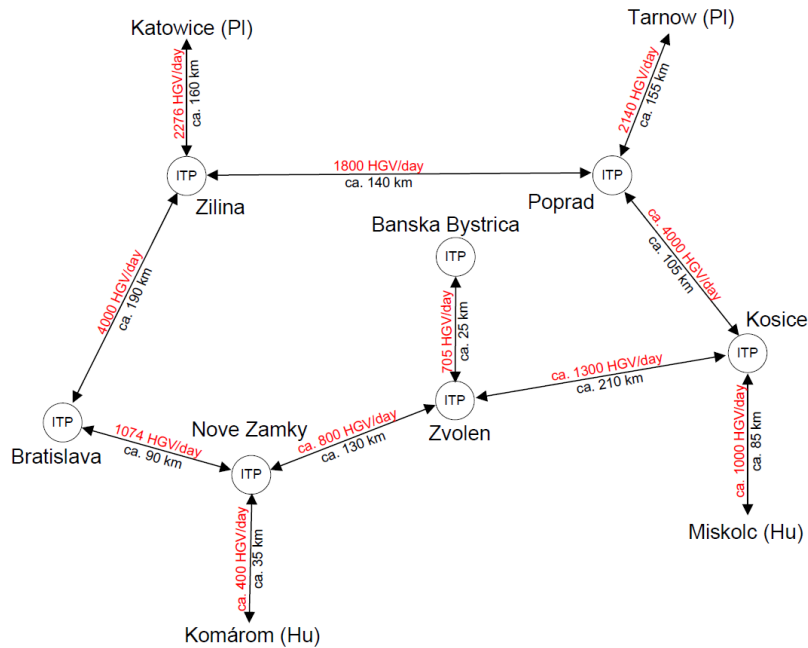 Katowice (Pl)
Tarnow (Pl)
2276 HGV/day
ca. 160 km
2140 HGV/day
ca. 155 km
ITP
Zilina
1800 HGV/day
ca. 140 km
ITP
Poprad
Banska Bystrica
ITP
4000 HGV/day
ca. 190 km
ca. 4000 HGV/day
ca. 105 km
705 HGV/day
ca. 25 km
Kosice
ITP
ca. 1300 HGV/day
ca. 210 km
ITP
Zvolen
ITP
Bratislava
1074 HGV/day
ca. 90 km
Nove Zamky
ITP
ca. 800 HGV/day
ca. 130 km
ca. 1000 HGV/day
ca. 85 km
ca. 400 HGV/day
ca. 35 km
Miskolc (Hu)
Komárom (Hu)